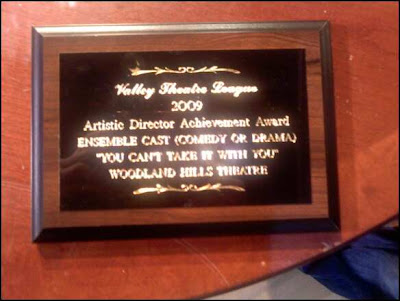 Valley Theatre League
2009
Artistic Director Achievement Award
ENSEMBLE CAST (COMEDY OR DRAMA)
"YOU CAN'T TAKE IT WITH YOU"
WOODLAND HILLS THEATRE